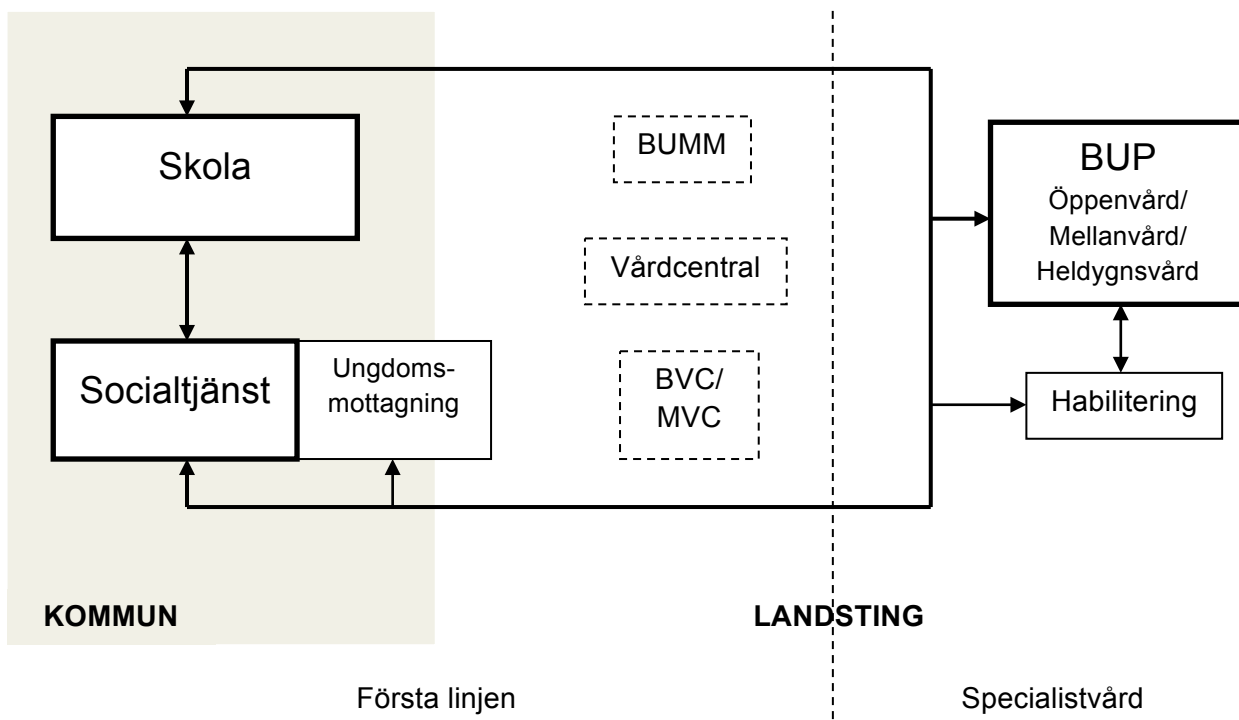 Skola
BUMM
BUP
Öppenvård/
Mellanvård/
Heldygnsvård
Vårdcentral
Socialtjänst
Ungdoms-
mottagning
BVC/
MVC
Habilitering
KOMMUN
LANDSTING
Första linjen
Specialistvård